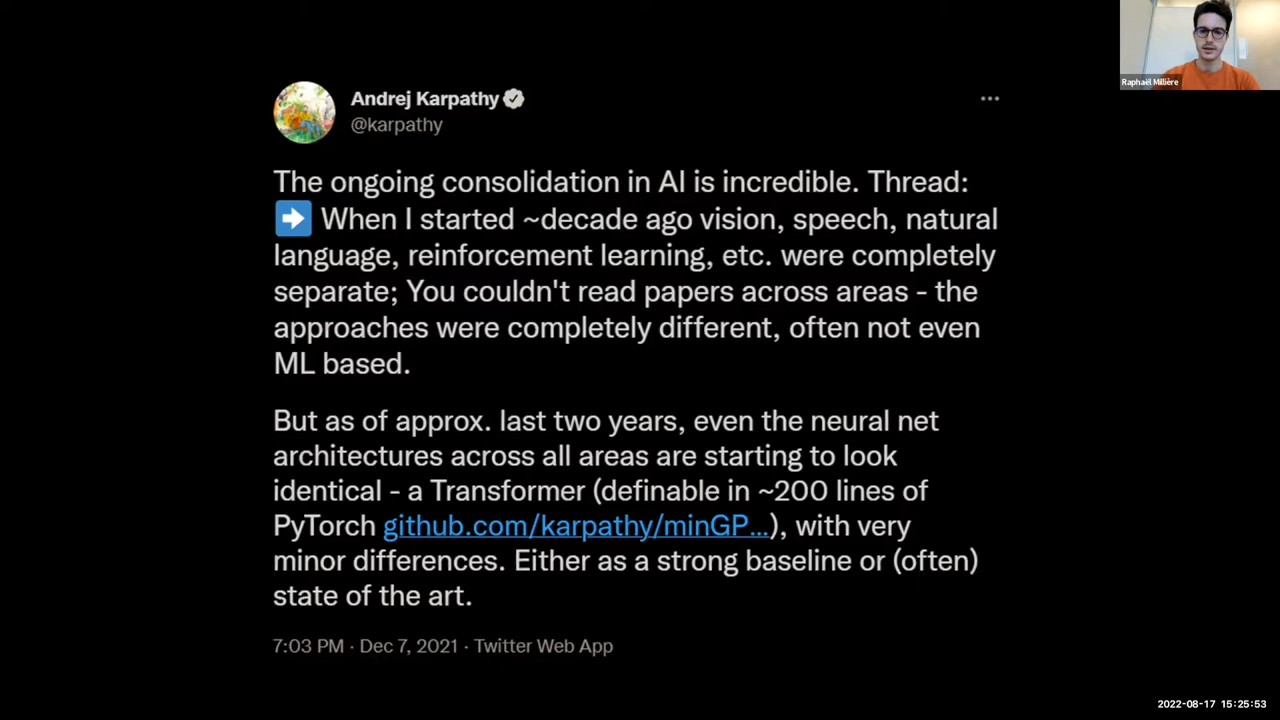 Raphaël Millière
Andrej Karpathy
@karpathy
The ongoing consolidation in AI is incredible. Thread:
➡️ When I started ~decade ago vision, speech, natural
language, reinforcement learning, etc. were completely
separate; You couldn't read papers across areas - the
approaches were completely different, often not even
ML based.
But as of approx. last two years, even the neural net
architectures across all areas are starting to look
identical - a Transformer (definable in ~200 lines of
PyTorch github.com/karpathy/minGP...), with very
minor differences. Either as a strong baseline or (often)
state of the art.
7:03 PM · Dec 7, 2021 · Twitter Web App
2022-08-17 15:25:53